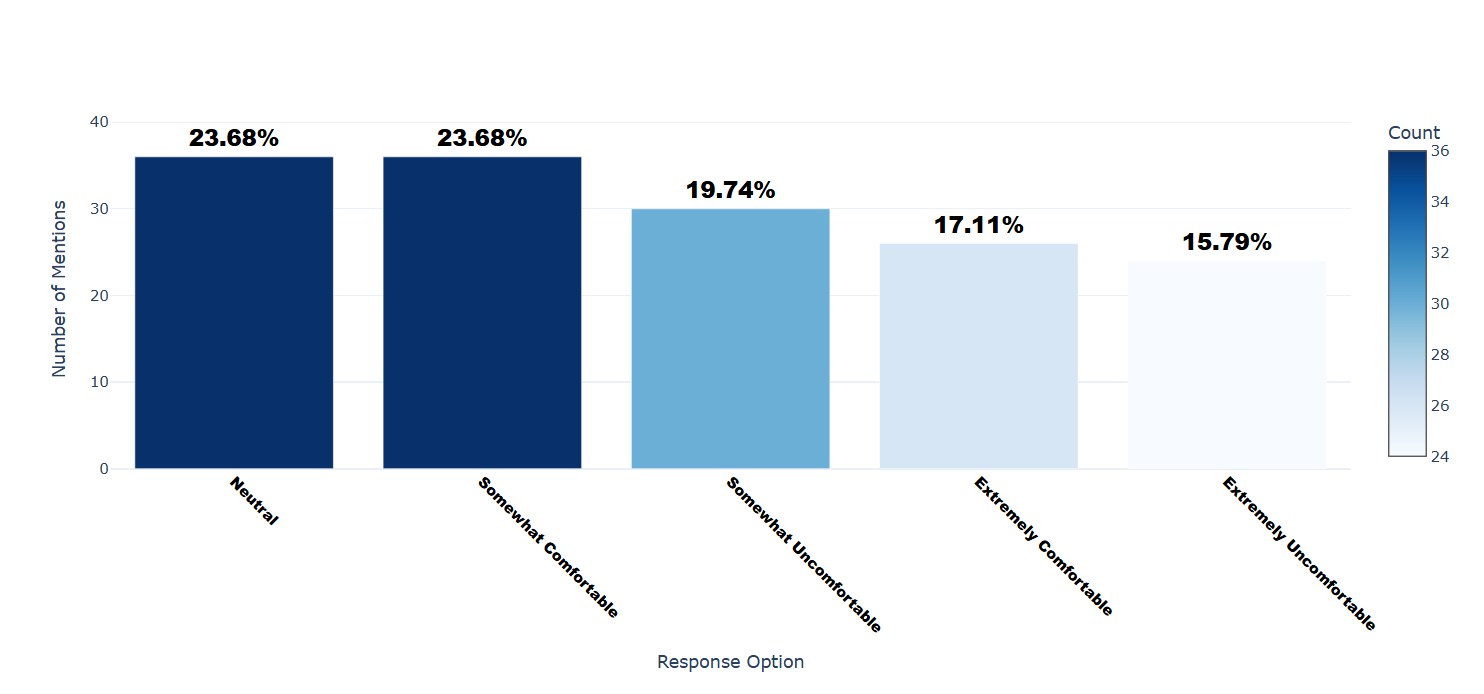 40
30
20
10
0
Number of Mentions
23.68%
23.68%
19.74%
17.11%
15.79%
Neutral
Somewhat Comfortable
Somewhat Uncomfortable
Extremely Comfortable
Extremely Uncomfortable
Response Option
Count
36
34
32
30
28
26
24